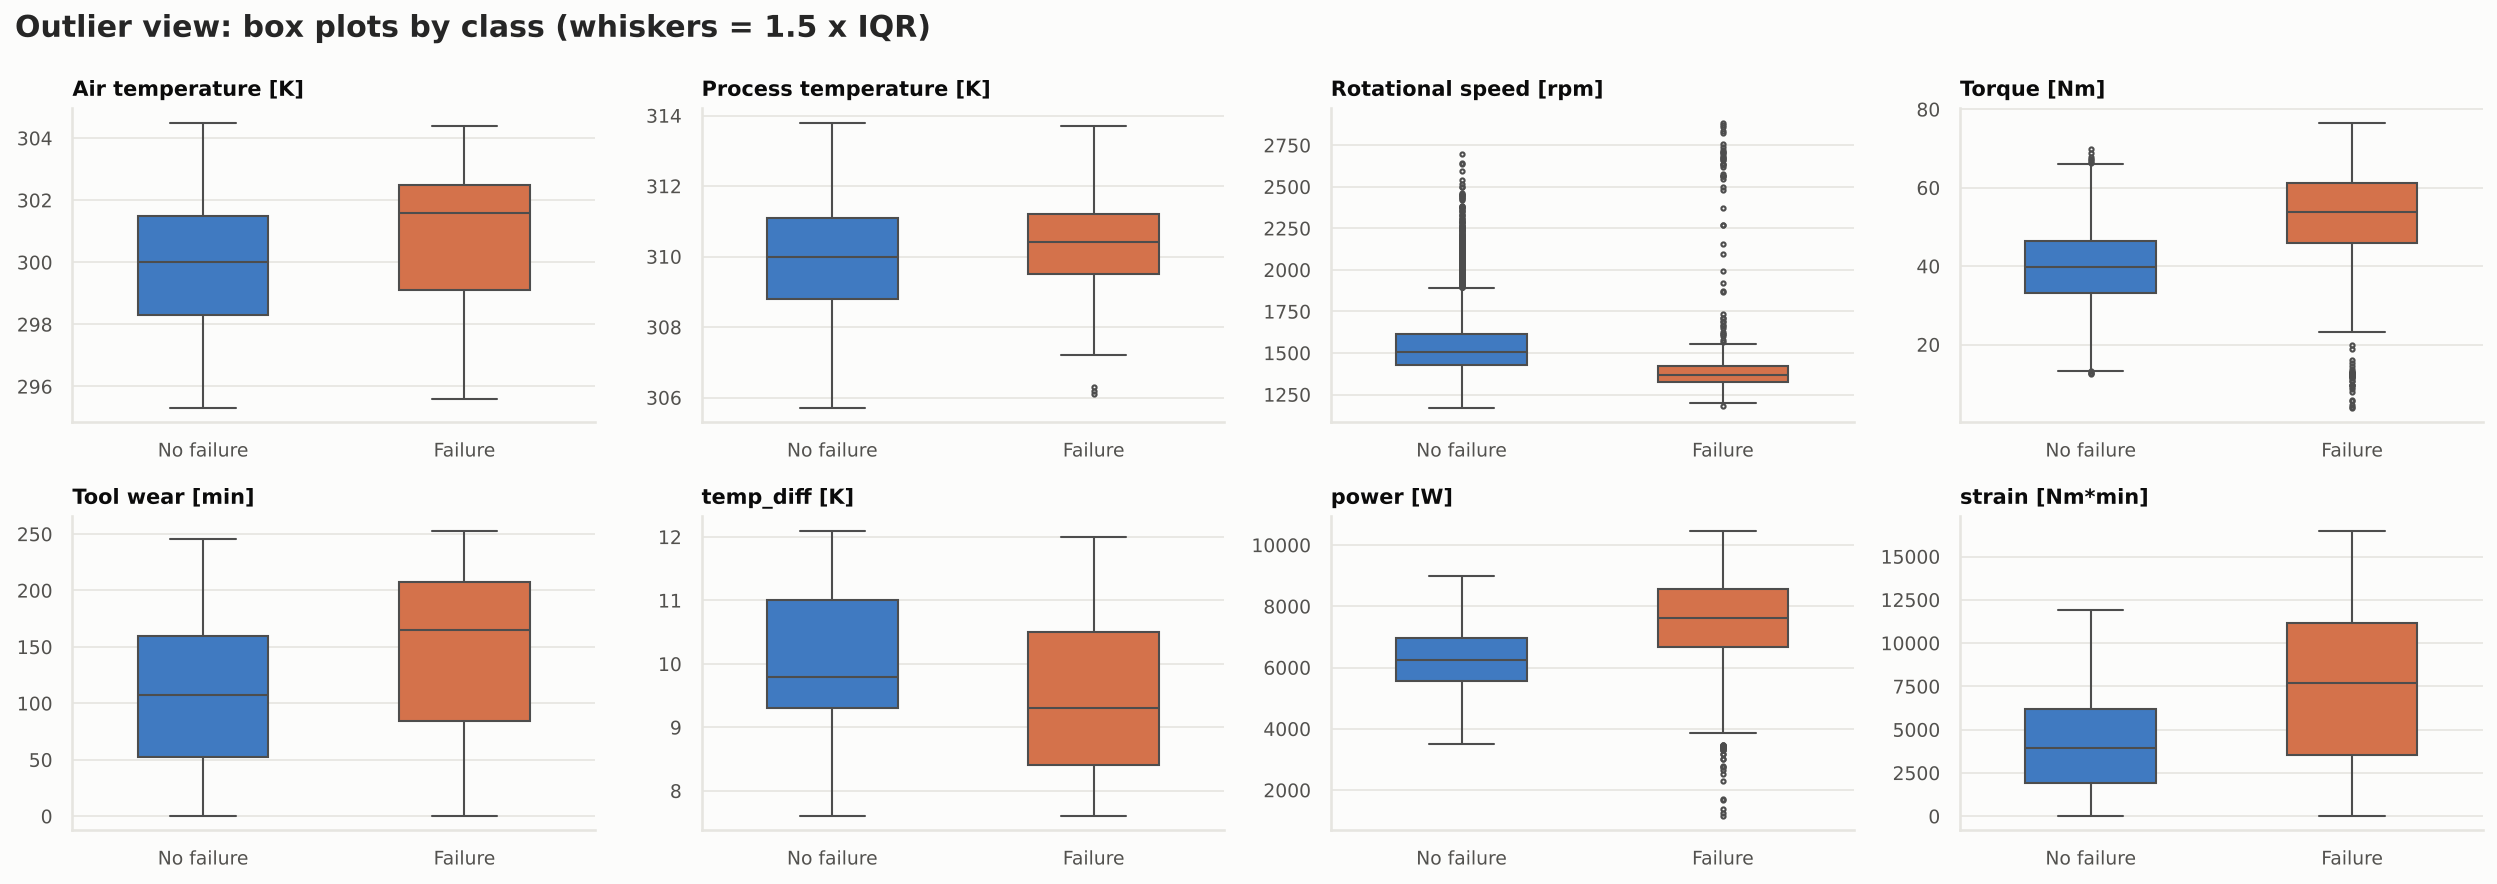 Outlier view: box plots by class (whiskers = 1.5 x IQR)
Air temperature [K]
304
302
300
298
296
No failure
Failure
Process temperature [K]
314
312
310
308
306
No failure
Failure
Rotational speed [rpm]
2750
2500
2250
2000
1750
1500
1250
No failure
Failure
Torque [Nm]
80
60
40
20
No failure
Failure
Tool wear [min]
250
200
150
100
50
0
No failure
Failure
temp_diff [K]
12
11
10
9
8
No failure
Failure
power [W]
10000
8000
6000
4000
2000
No failure
Failure
strain [Nm*min]
15000
12500
10000
7500
5000
2500
0
No failure
Failure